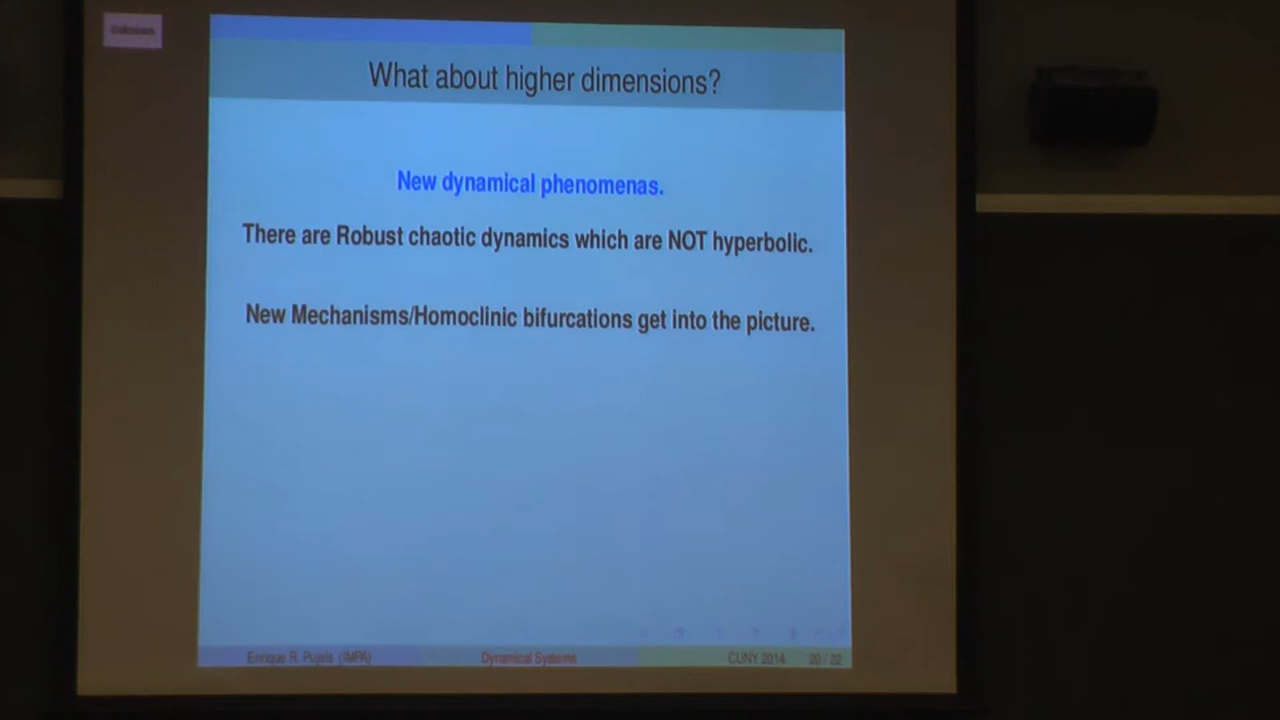 Unknown
What about higher dimensions?
New dynamical phenomenas.
There are Robust chaotic dynamics which are NOT hyperbolic.
New Mechanisms/Homoclinic bifurcations get into the picture.
Enrique R. Pujals (IMPA) Dynamical Systems CUNY 2014 20 / 22